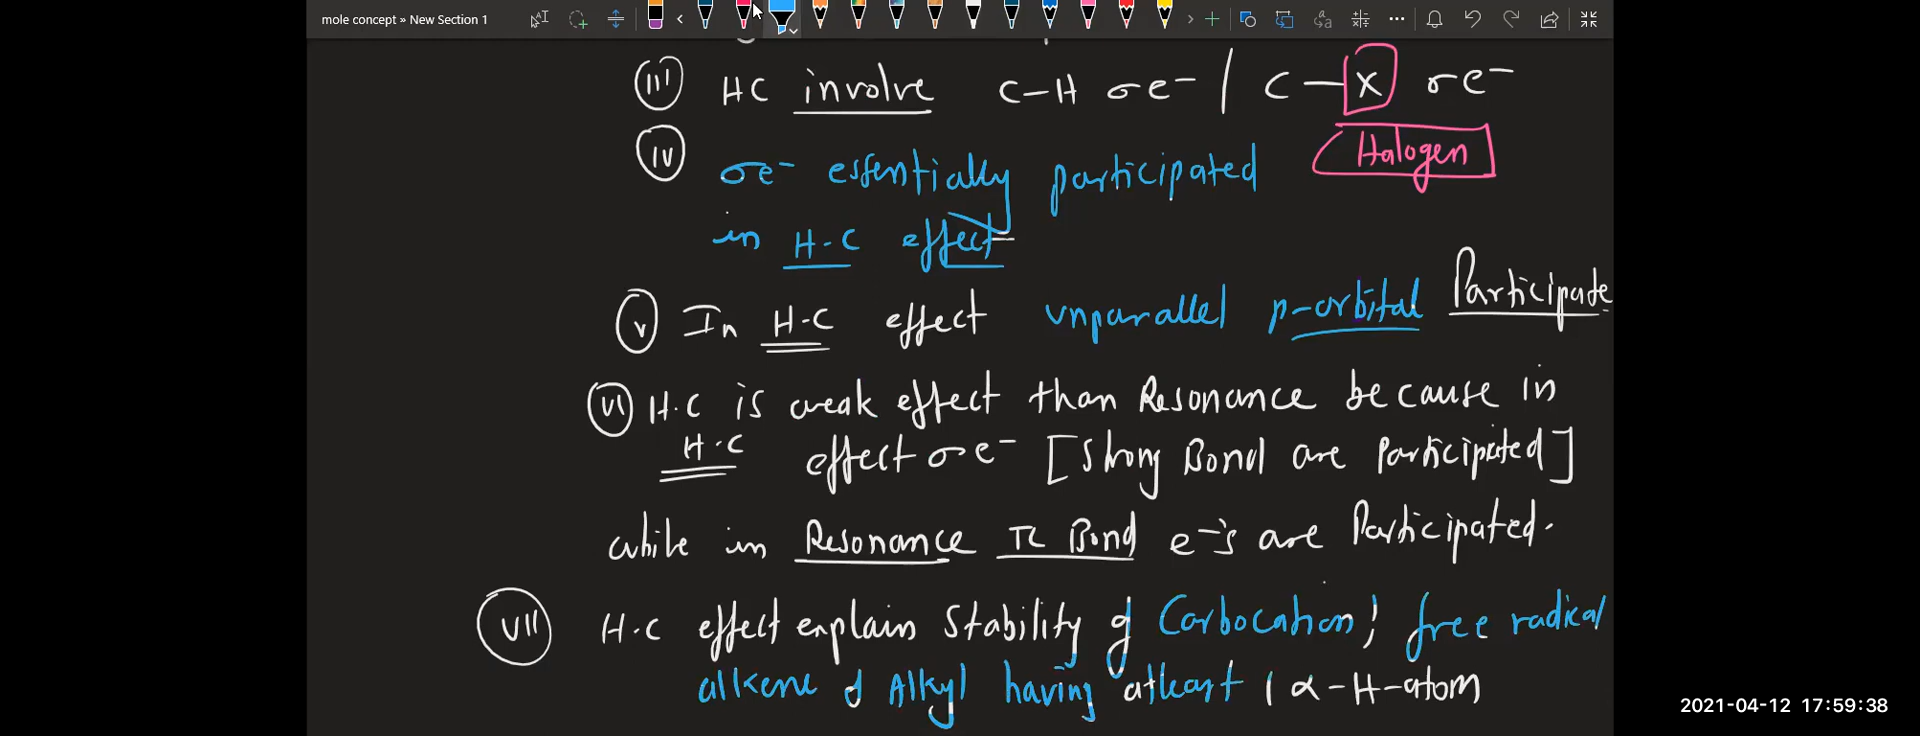 mole concept » New Section 1
iii HC involve C-H σe⁻ / C-X σe⁻
Halogen
iv σe⁻ essentially participated
in H-C effect
v In H-C effect unparallel p-orbital Participate
vi H.C is weak effect than Resonance because in
H.C effect σe⁻ [Strong Bond are Participated]
while in Resonance π Bond e⁻'s are Participated.
vii H.C effect explain Stability of Carbocation, free radical
alkene of Alkyl having atleast 1 α-H-atom
2021-04-12 17:59:38